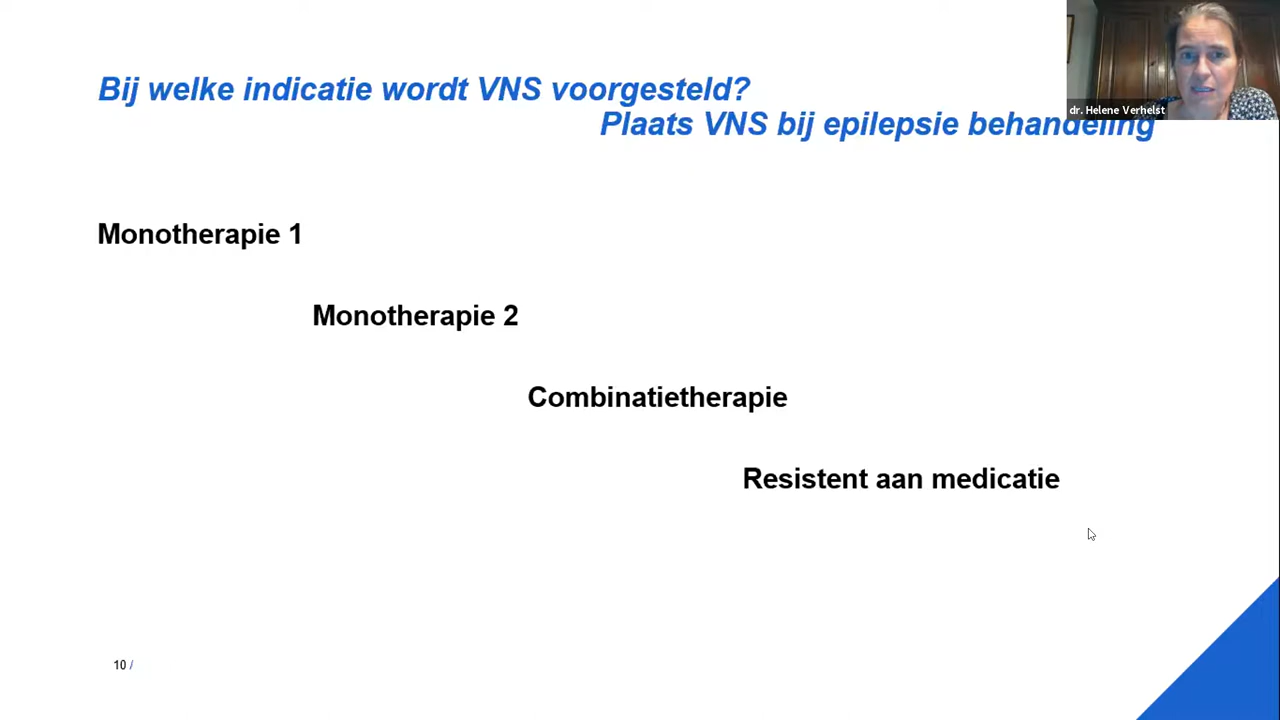 Bij welke indicatie wordt VNS voorgesteld?
Plaats VNS bij epilepsie behandeling
dr. Helene Verhelst
Monotherapie 1
Monotherapie 2
Combinatietherapie
Resistent aan medicatie
10 /